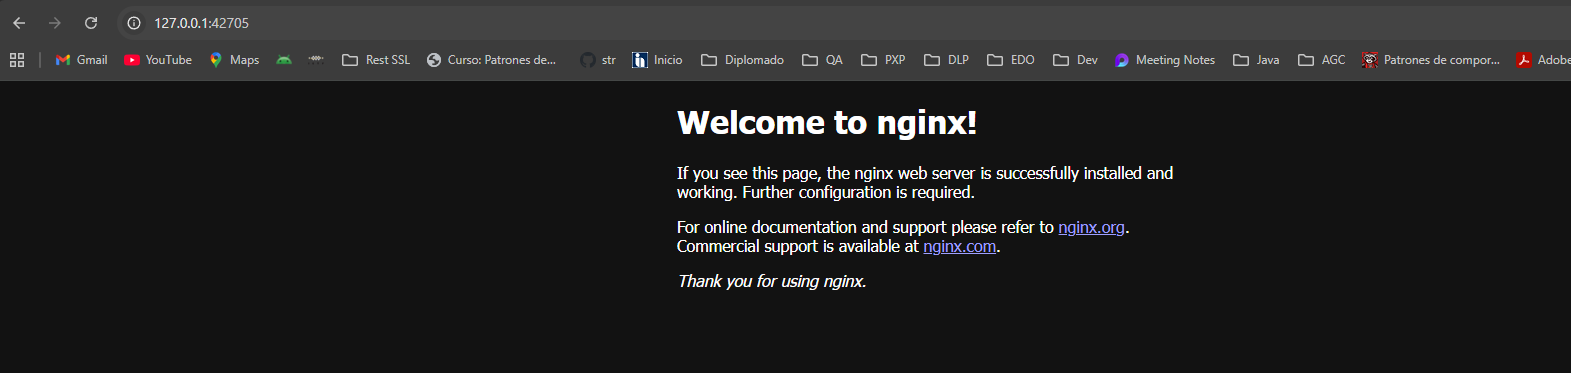 127.0.0.1:42705
Gmail YouTube Maps Rest SSL Curso: Patrones de... str Inicio Diplomado QA PXP DLP EDO Dev Meeting Notes Java AGC Patrones de compor... Adobe
Welcome to nginx!
If you see this page, the nginx web server is successfully installed and
working. Further configuration is required.
For online documentation and support please refer to nginx.org.
Commercial support is available at nginx.com.
Thank you for using nginx.